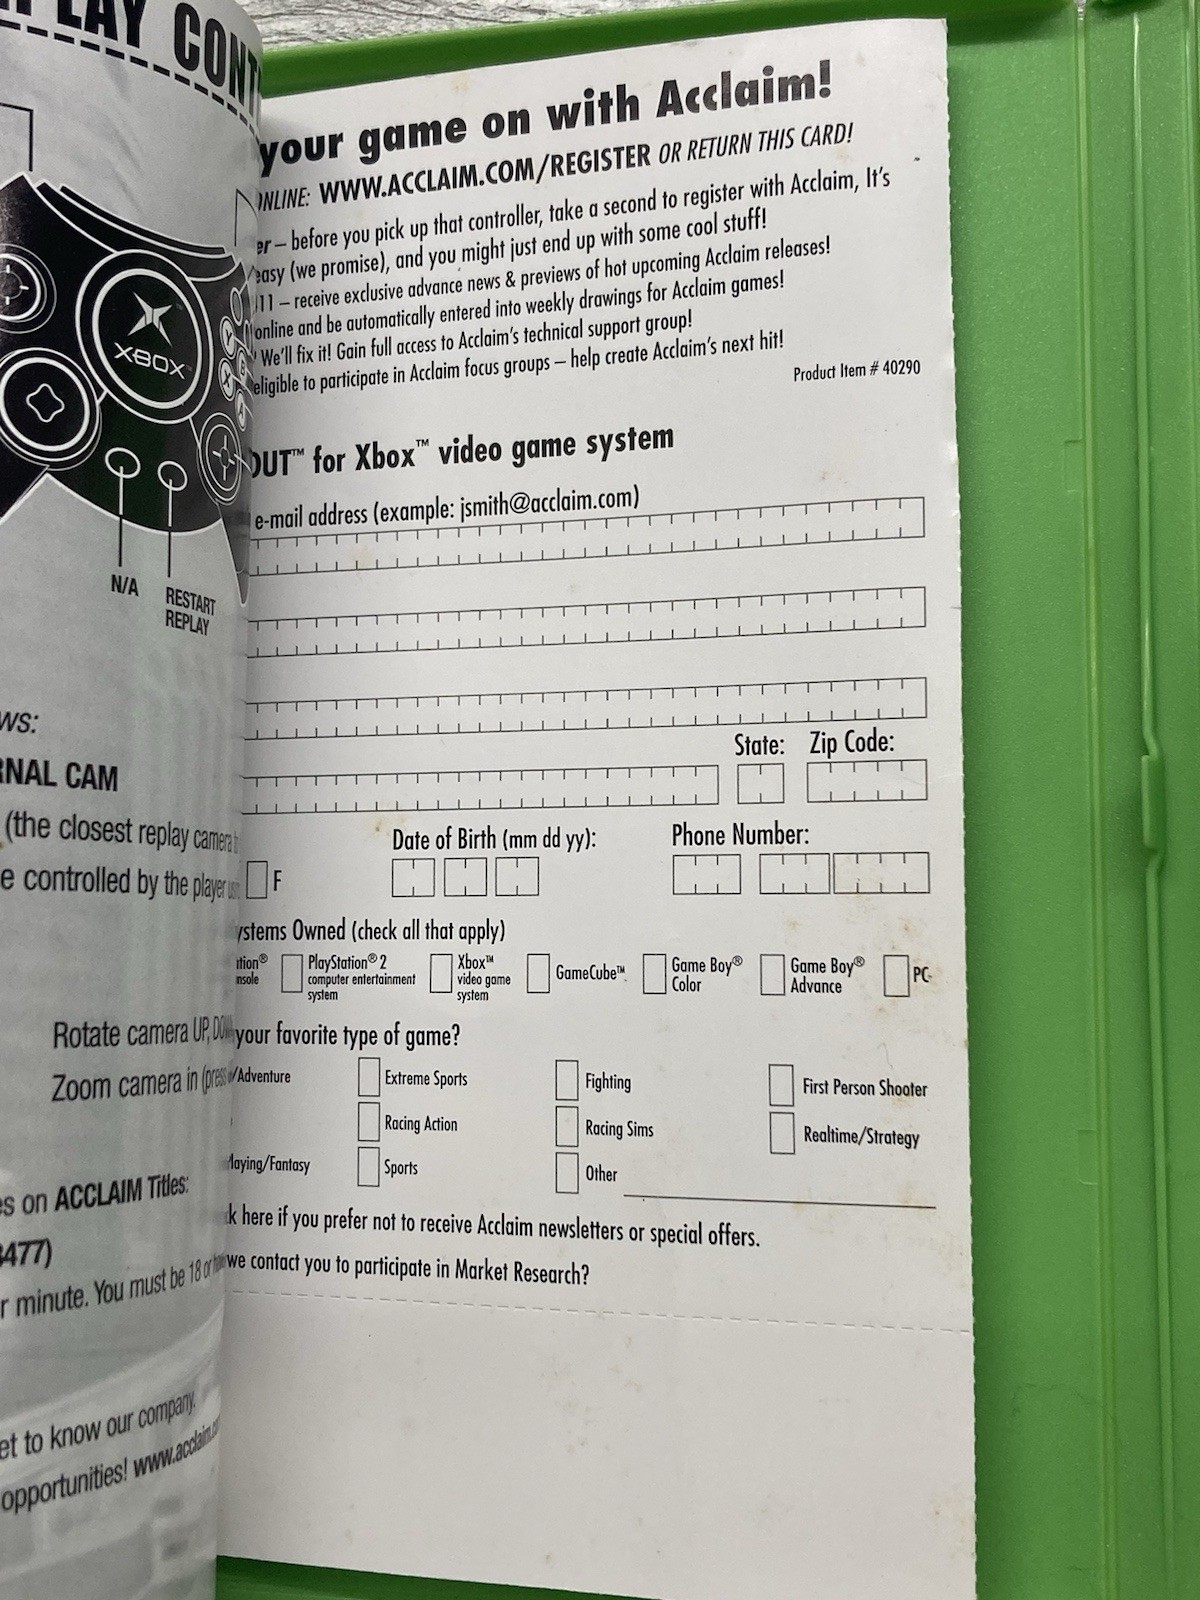 PLAY CONT
XBOX
Y
B
X
A
N/A
RESTART
REPLAY
WS:
RNAL CAM
(the closest replay camera
e controlled by the player
Rotate camera UP,
Zoom camera in
es on ACCLAIM Titles:
3477)
r minute. You must be 18 or
et to know our company.
opportunities! www.acclaim.
your game on with Acclaim!
ONLINE: WWW.ACCLAIM.COM/REGISTER OR RETURN THIS CARD!
er – before you pick up that controller, take a second to register with Acclaim, It's
easy (we promise), and you might just end up with some cool stuff!
11 – receive exclusive advance news & previews of hot upcoming Acclaim releases!
online and be automatically entered into weekly drawings for Acclaim games!
We'll fix it! Gain full access to Acclaim's technical support group!
eligible to participate in Acclaim focus groups – help create Acclaim's next hit!
Product Item # 40290
OUT™ for Xbox™ video game system
e-mail address (example: jsmith@acclaim.com)
State: Zip Code:
Date of Birth (mm dd yy): Phone Number:
F
ystems Owned (check all that apply)
tion®
nsole
PlayStation® 2
computer entertainment
system
Xbox™
video game
system
GameCube™
Game Boy®
Color
Game Boy®
Advance
PC
your favorite type of game?
/Adventure Extreme Sports Fighting First Person Shooter
Racing Action Racing Sims Realtime/Strategy
laying/Fantasy Sports Other
k here if you prefer not to receive Acclaim newsletters or special offers.
we contact you to participate in Market Research?